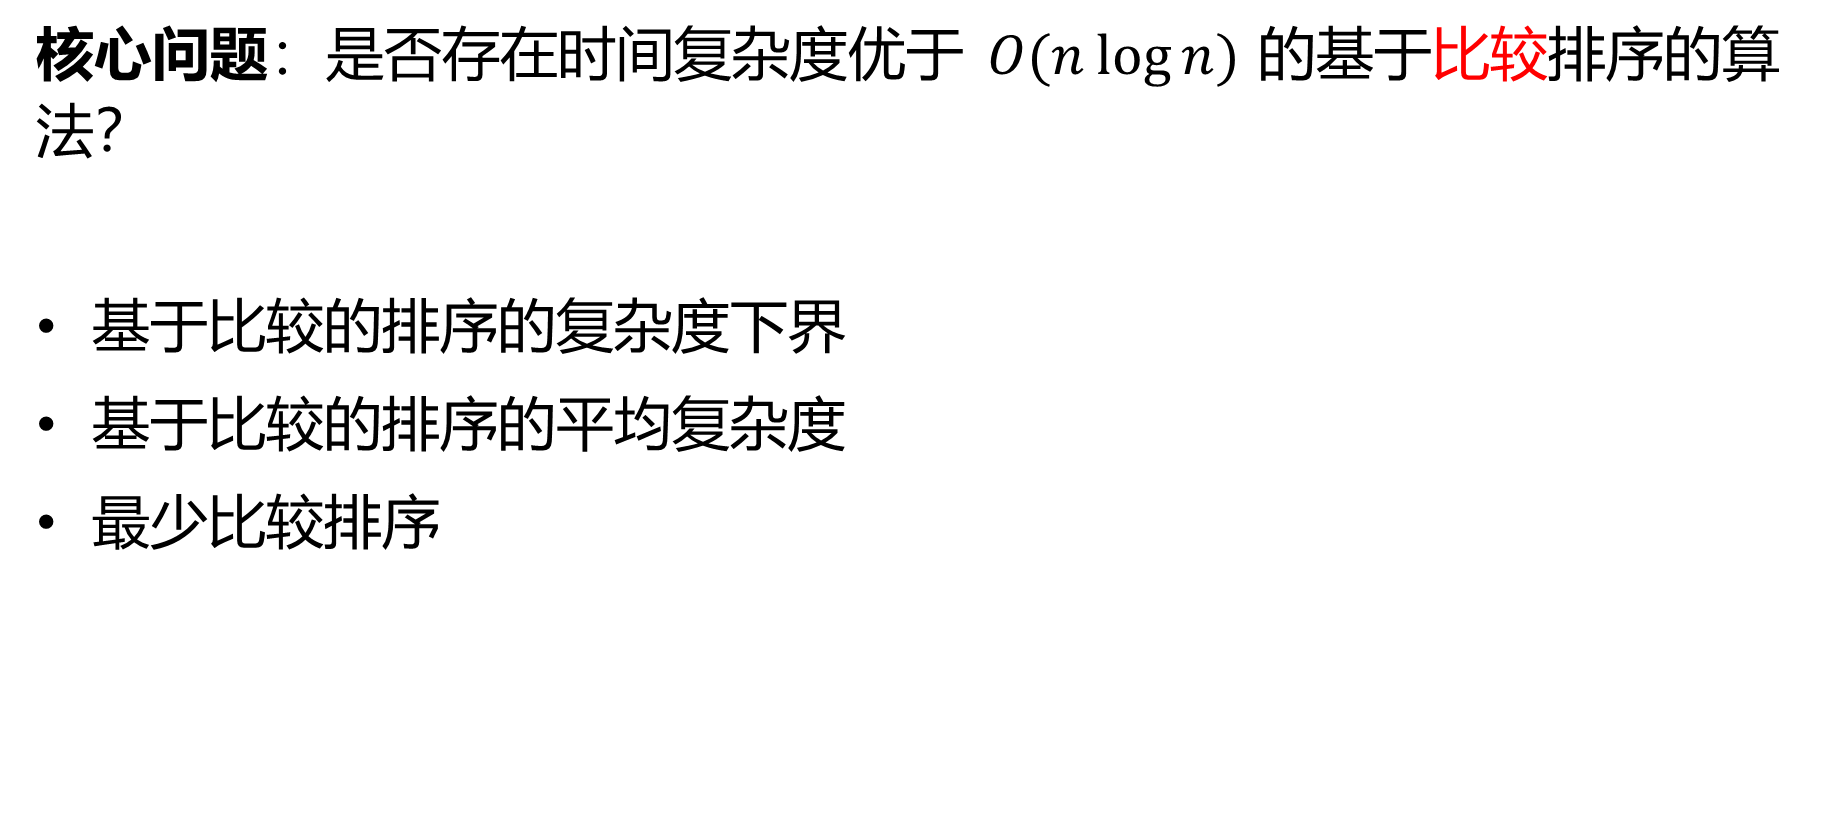 核心问题：是否存在时间复杂度优于 O(n log n) 的基于比较排序的算
法？
• 基于比较的排序的复杂度下界
• 基于比较的排序的平均复杂度
• 最少比较排序